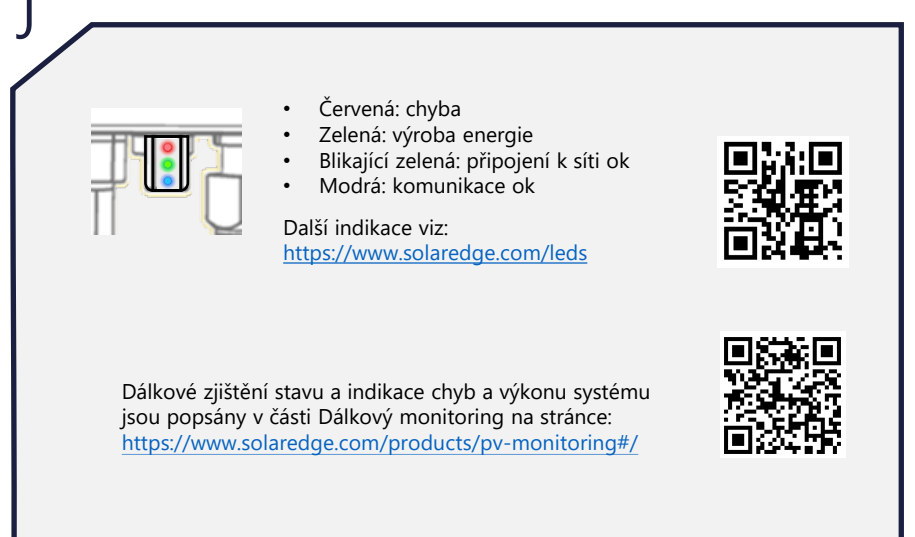 • Červená: chyba
• Zelená: výroba energie
• Blikající zelená: připojení k síti ok
• Modrá: komunikace ok
Další indikace viz:
https://www.solaredge.com/leds
Dálkové zjištění stavu a indikace chyb a výkonu systému
jsou popsány v části Dálkový monitoring na stránce:
https://www.solaredge.com/products/pv-monitoring#/